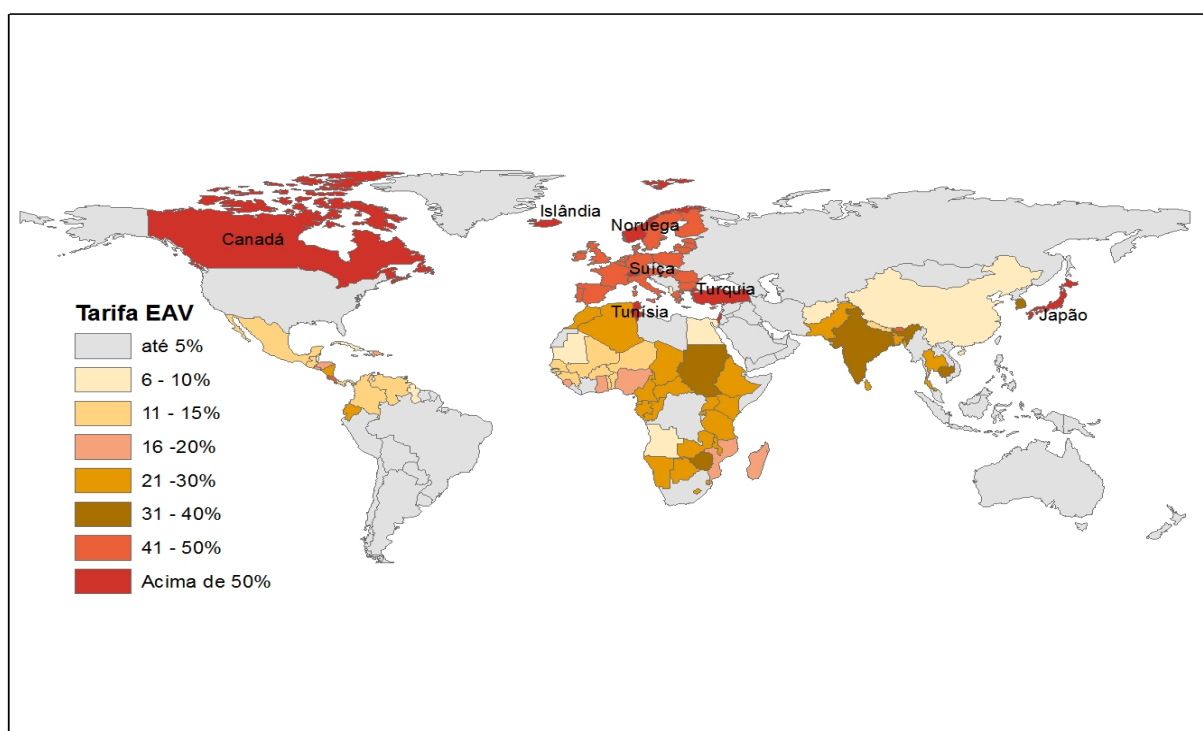 Islândia
Noruega
Canadá
Suíça
Turquia
Tunísia
Japão
Tarifa EAV
até 5%
6 - 10%
11 - 15%
16 -20%
21 -30%
31 - 40%
41 - 50%
Acima de 50%